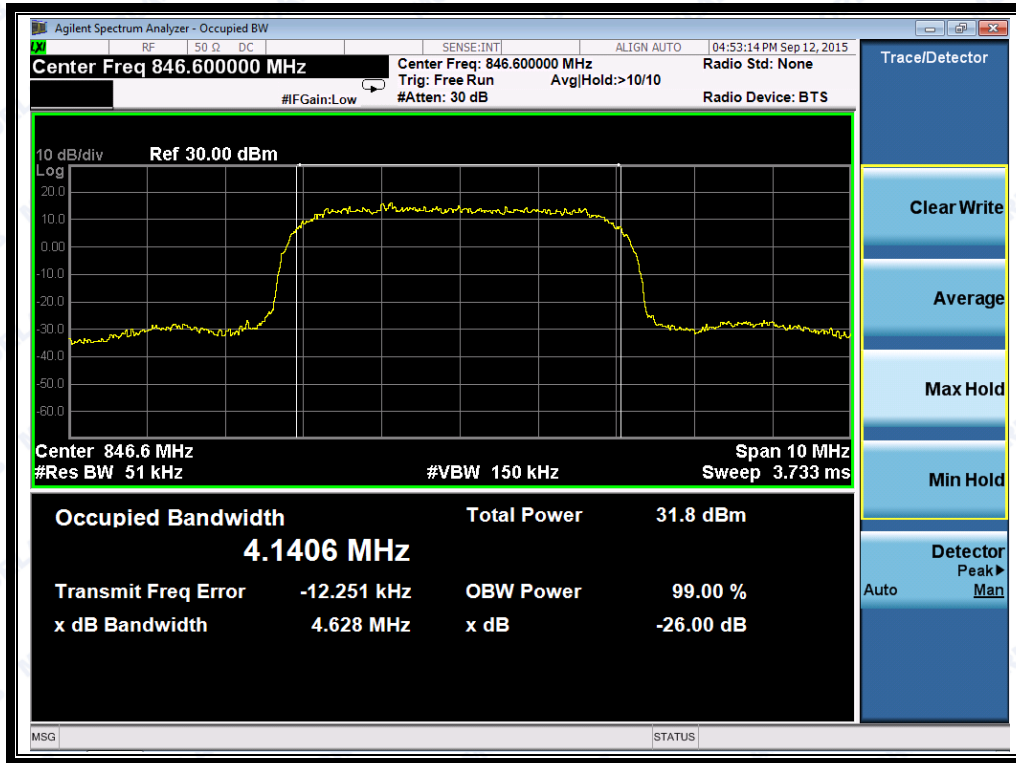 Agilent Spectrum Analyzer - Occupied BW
LXI RF 50 Ω DC SENSE:INT ALIGN AUTO 04:53:14 PM Sep 12, 2015
Center Freq 846.600000 MHz
Center Freq: 846.600000 MHz Radio Std: None
Trig: Free Run Avg|Hold:>10/10
#IFGain:Low #Atten: 30 dB Radio Device: BTS
10 dB/div Ref 30.00 dBm
Log
20.0
10.0
0.00
-10.0
-20.0
-30.0
-40.0
-50.0
-60.0
Center 846.6 MHz Span 10 MHz
#Res BW 51 kHz #VBW 150 kHz Sweep 3.733 ms
Occupied Bandwidth Total Power 31.8 dBm
4.1406 MHz
Transmit Freq Error -12.251 kHz OBW Power 99.00 %
x dB Bandwidth 4.628 MHz x dB -26.00 dB
MSG STATUS
Trace/Detector
Clear Write
Average
Max Hold
Min Hold
Detector
Peak▶
Auto Man